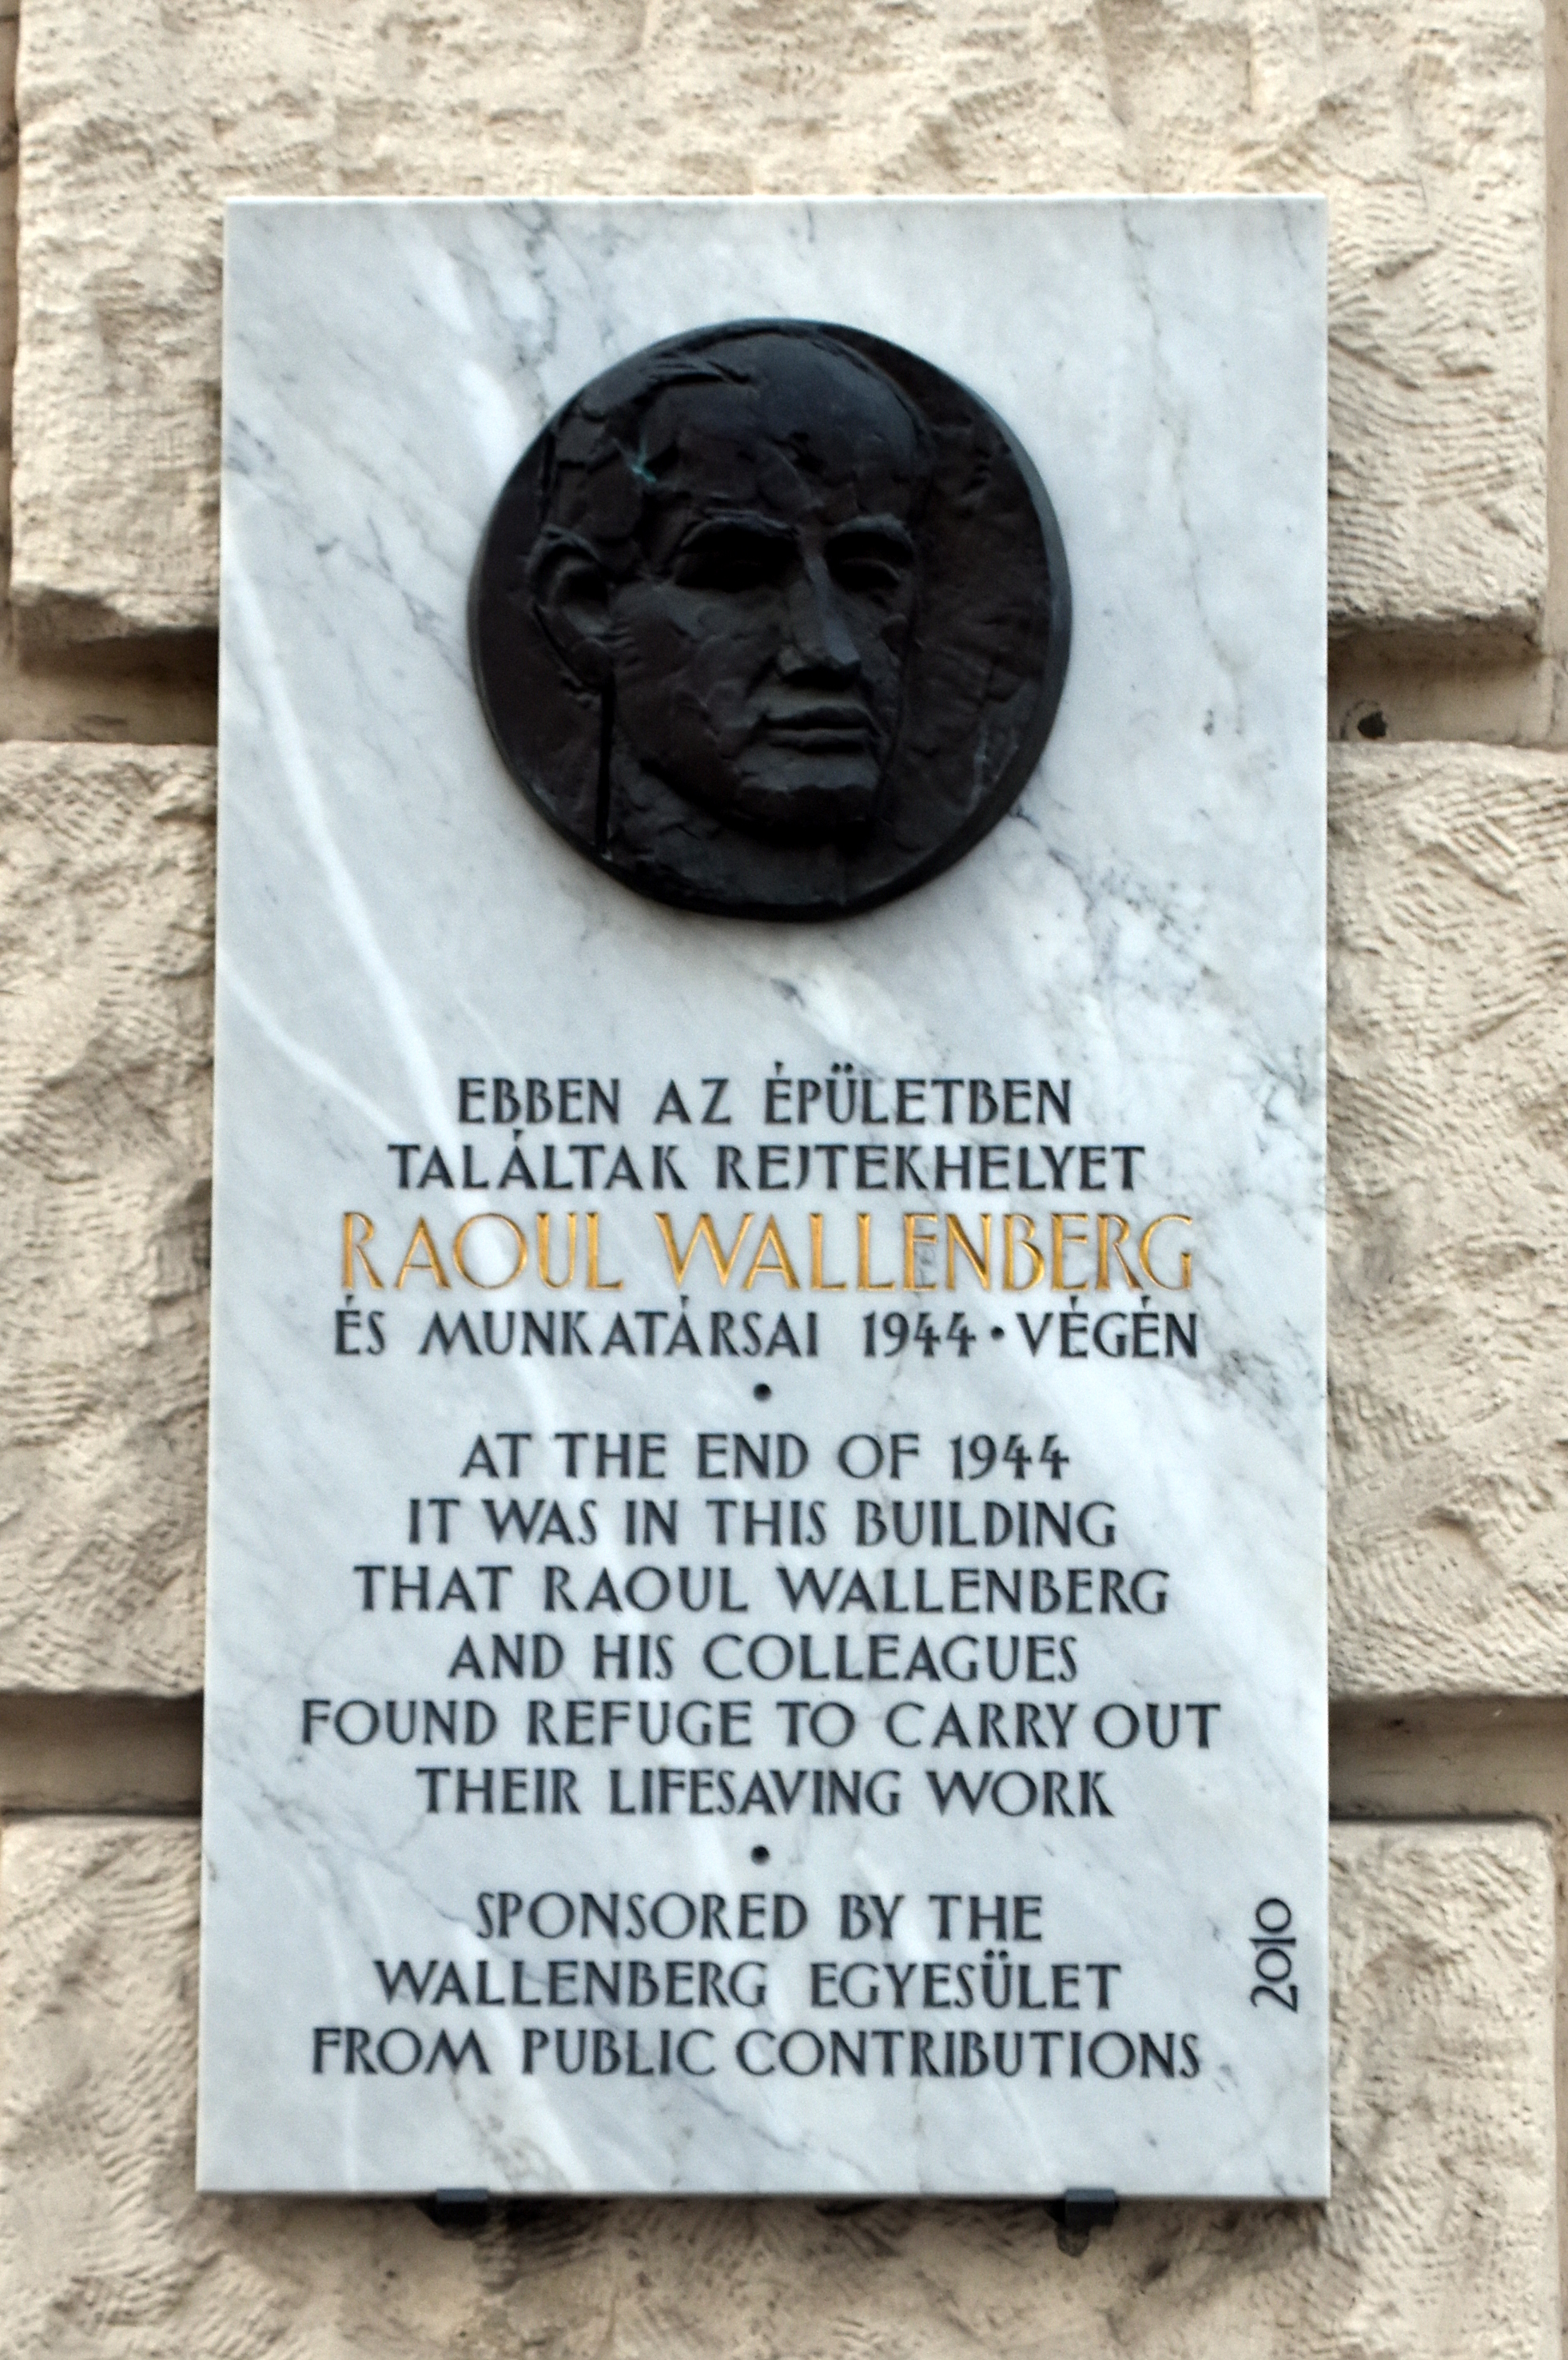 EBBEN AZ ÉPÜLETBEN
TALÁLTAK REJTEKHELYET
RAOUL WALLENBERG
ÉS MUNKATÁRSAI 1944 • VÉGÉN
•
AT THE END OF 1944
IT WAS IN THIS BUILDING
THAT RAOUL WALLENBERG
AND HIS COLLEAGUES
FOUND REFUGE TO CARRY OUT
THEIR LIFESAVING WORK
•
SPONSORED BY THE
WALLENBERG EGYESÜLET
FROM PUBLIC CONTRIBUTIONS
2010